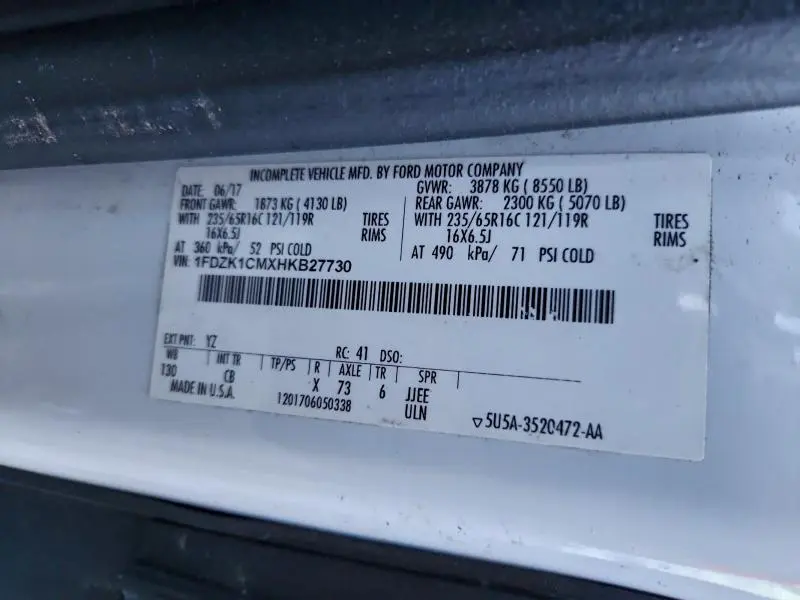 INCOMPLETE VEHICLE MFD. BY FORD MOTOR COMPANY
DATE: 06/17 GVWR: 3878 KG ( 8550 LB)
FRONT GAWR: 1873 KG ( 4130 LB) REAR GAWR: 2300 KG ( 5070 LB)
WITH 235/65R16C 121/119R TIRES WITH 235/65R16C 121/119R TIRES
16X6.5J RIMS 16X6.5J RIMS
AT 360 kPa/ 52 PSI COLD AT 490 kPa/ 71 PSI COLD
VIN: 1FDZK1CMXHKB27730
EXT PNT: YZ RC: 41 DSO:
WB INT TR TP/PS R AXLE TR SPR
130 CB X 73 6 JJEE
MADE IN U.S.A. 1201706050338 ULN 5U5A-3520472-AA